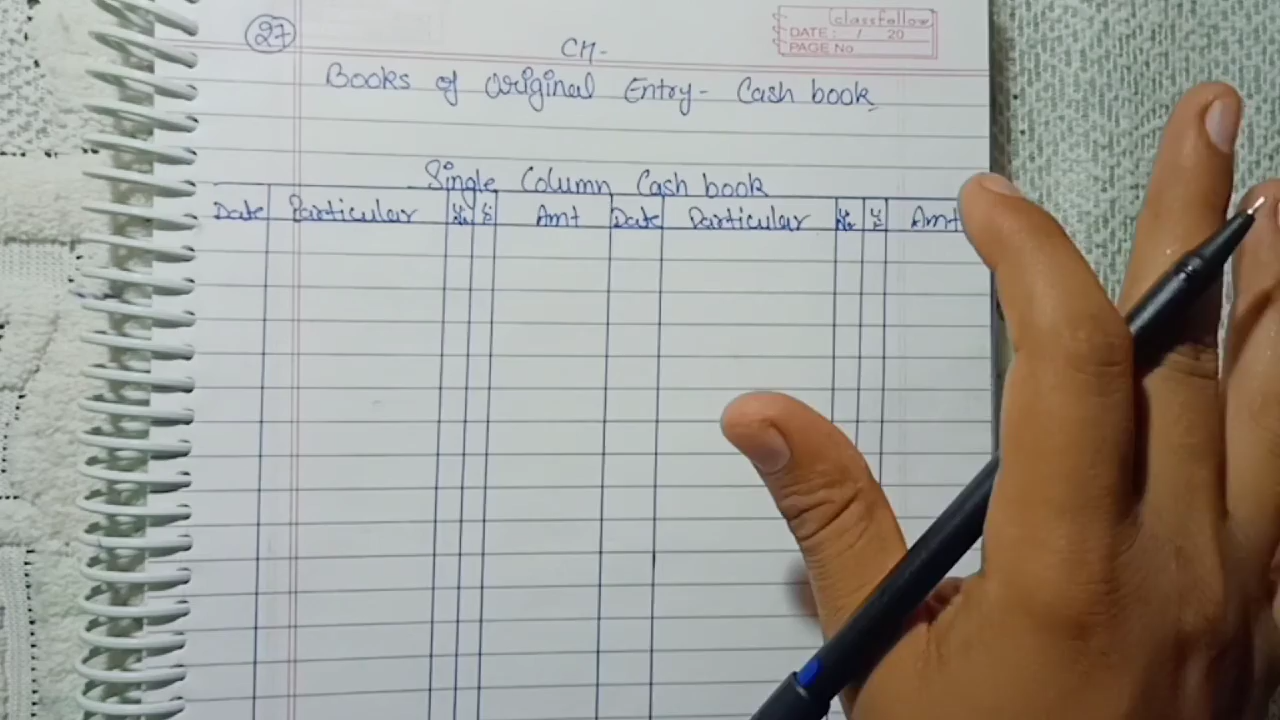 27
classfellow
DATE: / 20
PAGE No
CH-
Books of Original Entry- Cash book
Single Column Cash book
Date Particular Amt Date Particular Amt